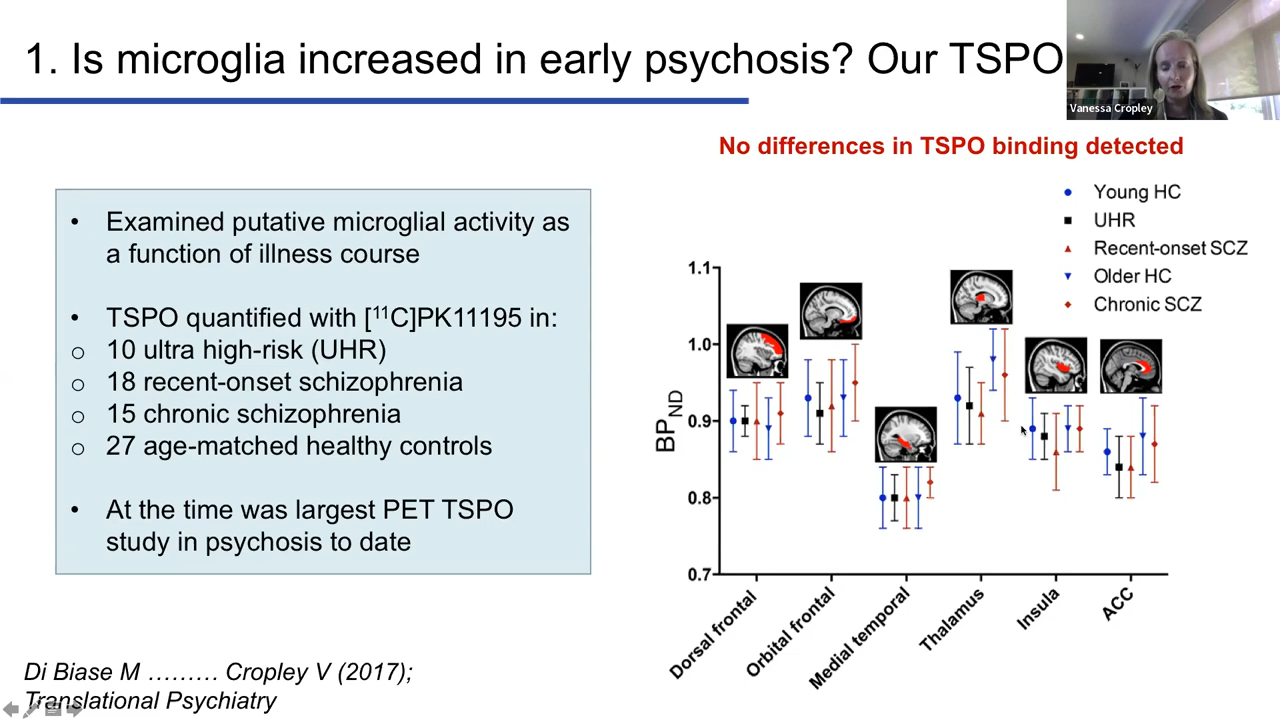 1. Is microglia increased in early psychosis? Our TSPO
Vanessa Cropley
No differences in TSPO binding detected
• Examined putative microglial activity as
a function of illness course
• TSPO quantified with [¹¹C]PK11195 in:
o 10 ultra high-risk (UHR)
o 18 recent-onset schizophrenia
o 15 chronic schizophrenia
o 27 age-matched healthy controls
• At the time was largest PET TSPO
study in psychosis to date
Young HC
UHR
Recent-onset SCZ
Older HC
Chronic SCZ
BP_ND
1.1
1.0
0.9
0.8
0.7
Dorsal frontal
Orbital frontal
Medial temporal
Thalamus
Insula
ACC
Di Biase M ……… Cropley V (2017);
Translational Psychiatry